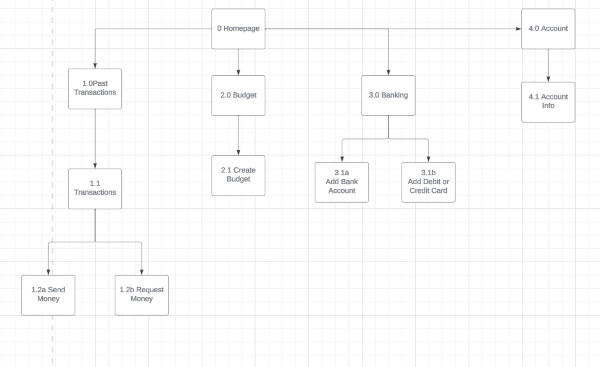 0 Homepage
4.0 Account
1.0Past
Transactions
2.0 Budget
3.0 Banking
4.1 Account
Info
1.1
Transactions
2.1 Create
Budget
3.1a
Add Bank
Account
3.1b
Add Debit or
Credit Card
1.2a Send
Money
1.2b Request
Money